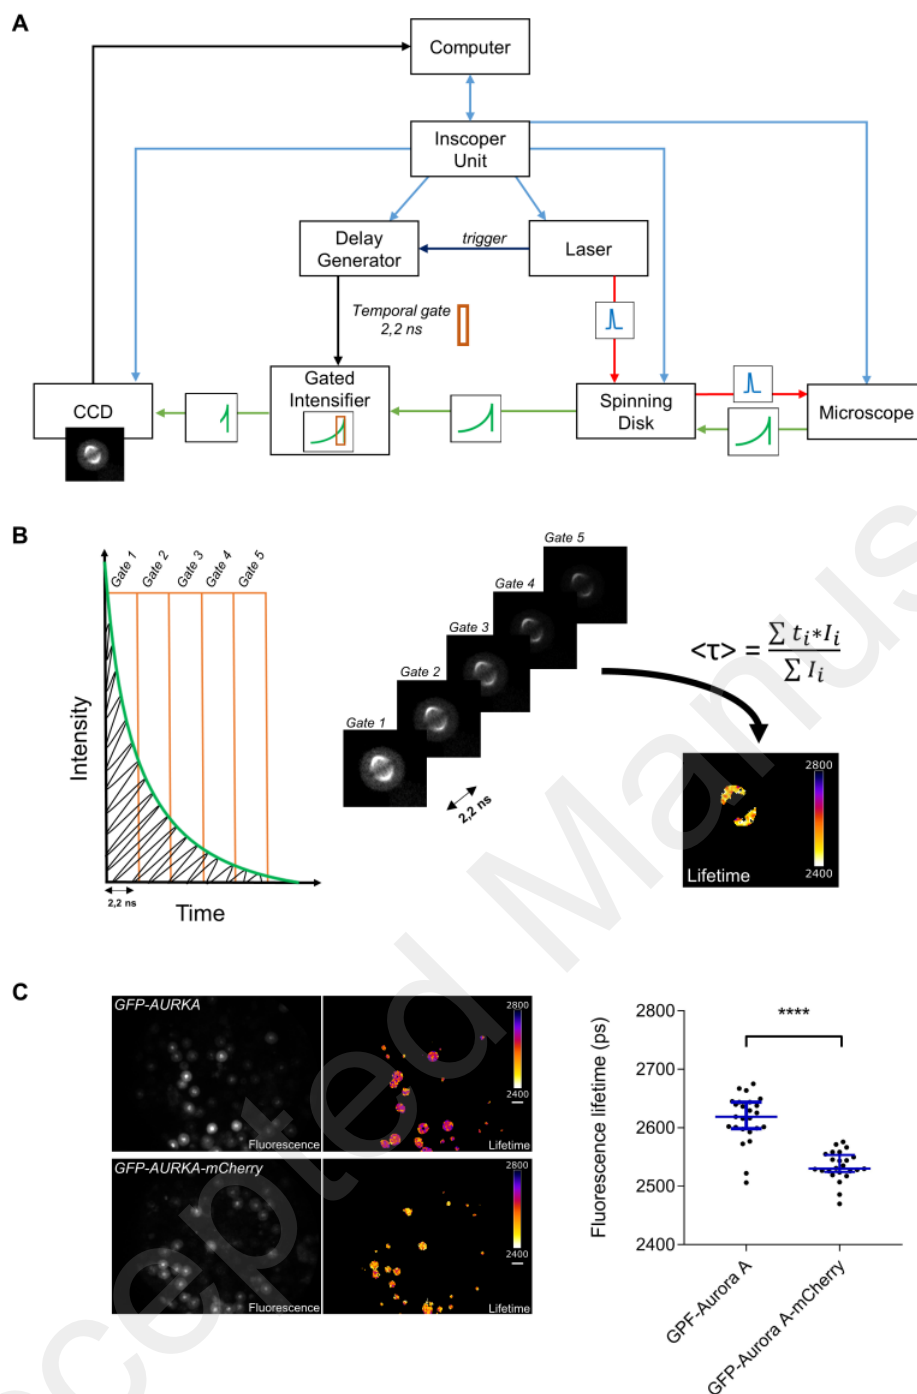 A
Computer
Inscoper
Unit
Delay
Generator
trigger
Laser
Temporal gate
2,2 ns
Gated
Intensifier
CCD
Spinning
Disk
Microscope
B
Gate 1
Gate 2
Gate 3
Gate 4
Gate 5
Intensity
2,2 ns
Time
Gate 5
Gate 4
Gate 3
Gate 2
Gate 1
2,2 ns
<τ> = ∑ t_i*I_i / ∑ I_i
2800
2400
Lifetime
C
GFP-AURKA
Fluorescence
2800
2400
Lifetime
GFP-AURKA-mCherry
Fluorescence
2800
2400
Lifetime
Fluorescence lifetime (ps)
2800
2700
2600
2500
2400
****
GPF-Aurora A
GFP-Aurora A-mCherry
cepted Manus